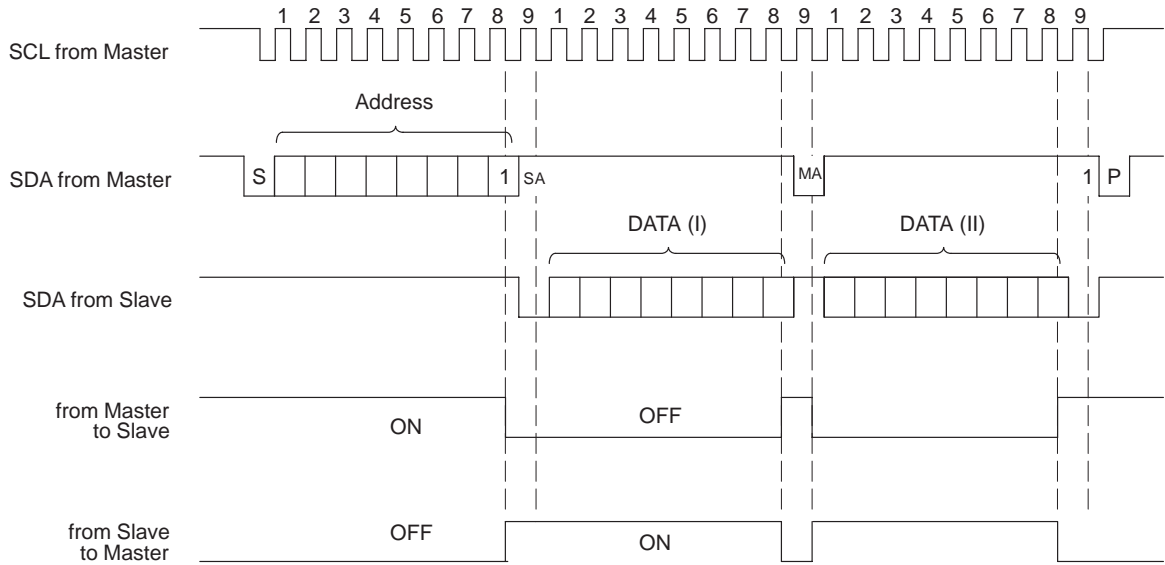 1 2 3 4 5 6 7 8 9 1 2 3 4 5 6 7 8 9 1 2 3 4 5 6 7 8 9
SCL from Master
Address
SDA from Master
S 1 SA MA 1 P
DATA (I) DATA (II)
SDA from Slave
from Master
to Slave
ON OFF
from Slave
to Master
OFF ON